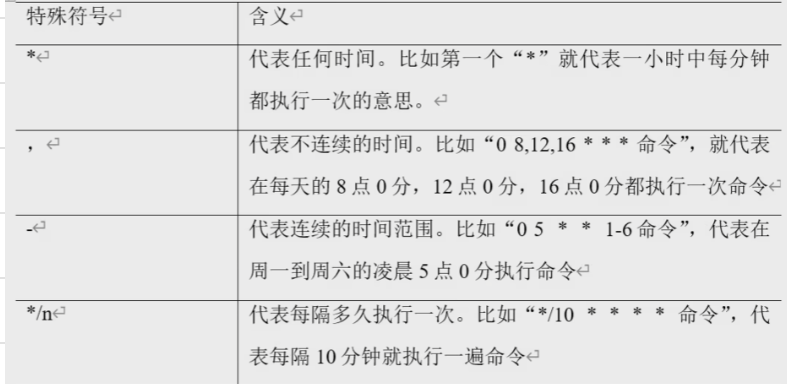 特殊符号 含义
* 代表任何时间。比如第一个“*”就代表一小时中每分钟
都执行一次的意思。
， 代表不连续的时间。比如“0 8,12,16 * * * 命令”，就代表
在每天的 8 点 0 分，12 点 0 分，16 点 0 分都执行一次命令
- 代表连续的时间范围。比如“0 5 * * 1-6 命令”，代表在
周一到周六的凌晨 5 点 0 分执行命令
*/n 代表每隔多久执行一次。比如“*/10 * * * * 命令”，代
表每隔 10 分钟就执行一遍命令